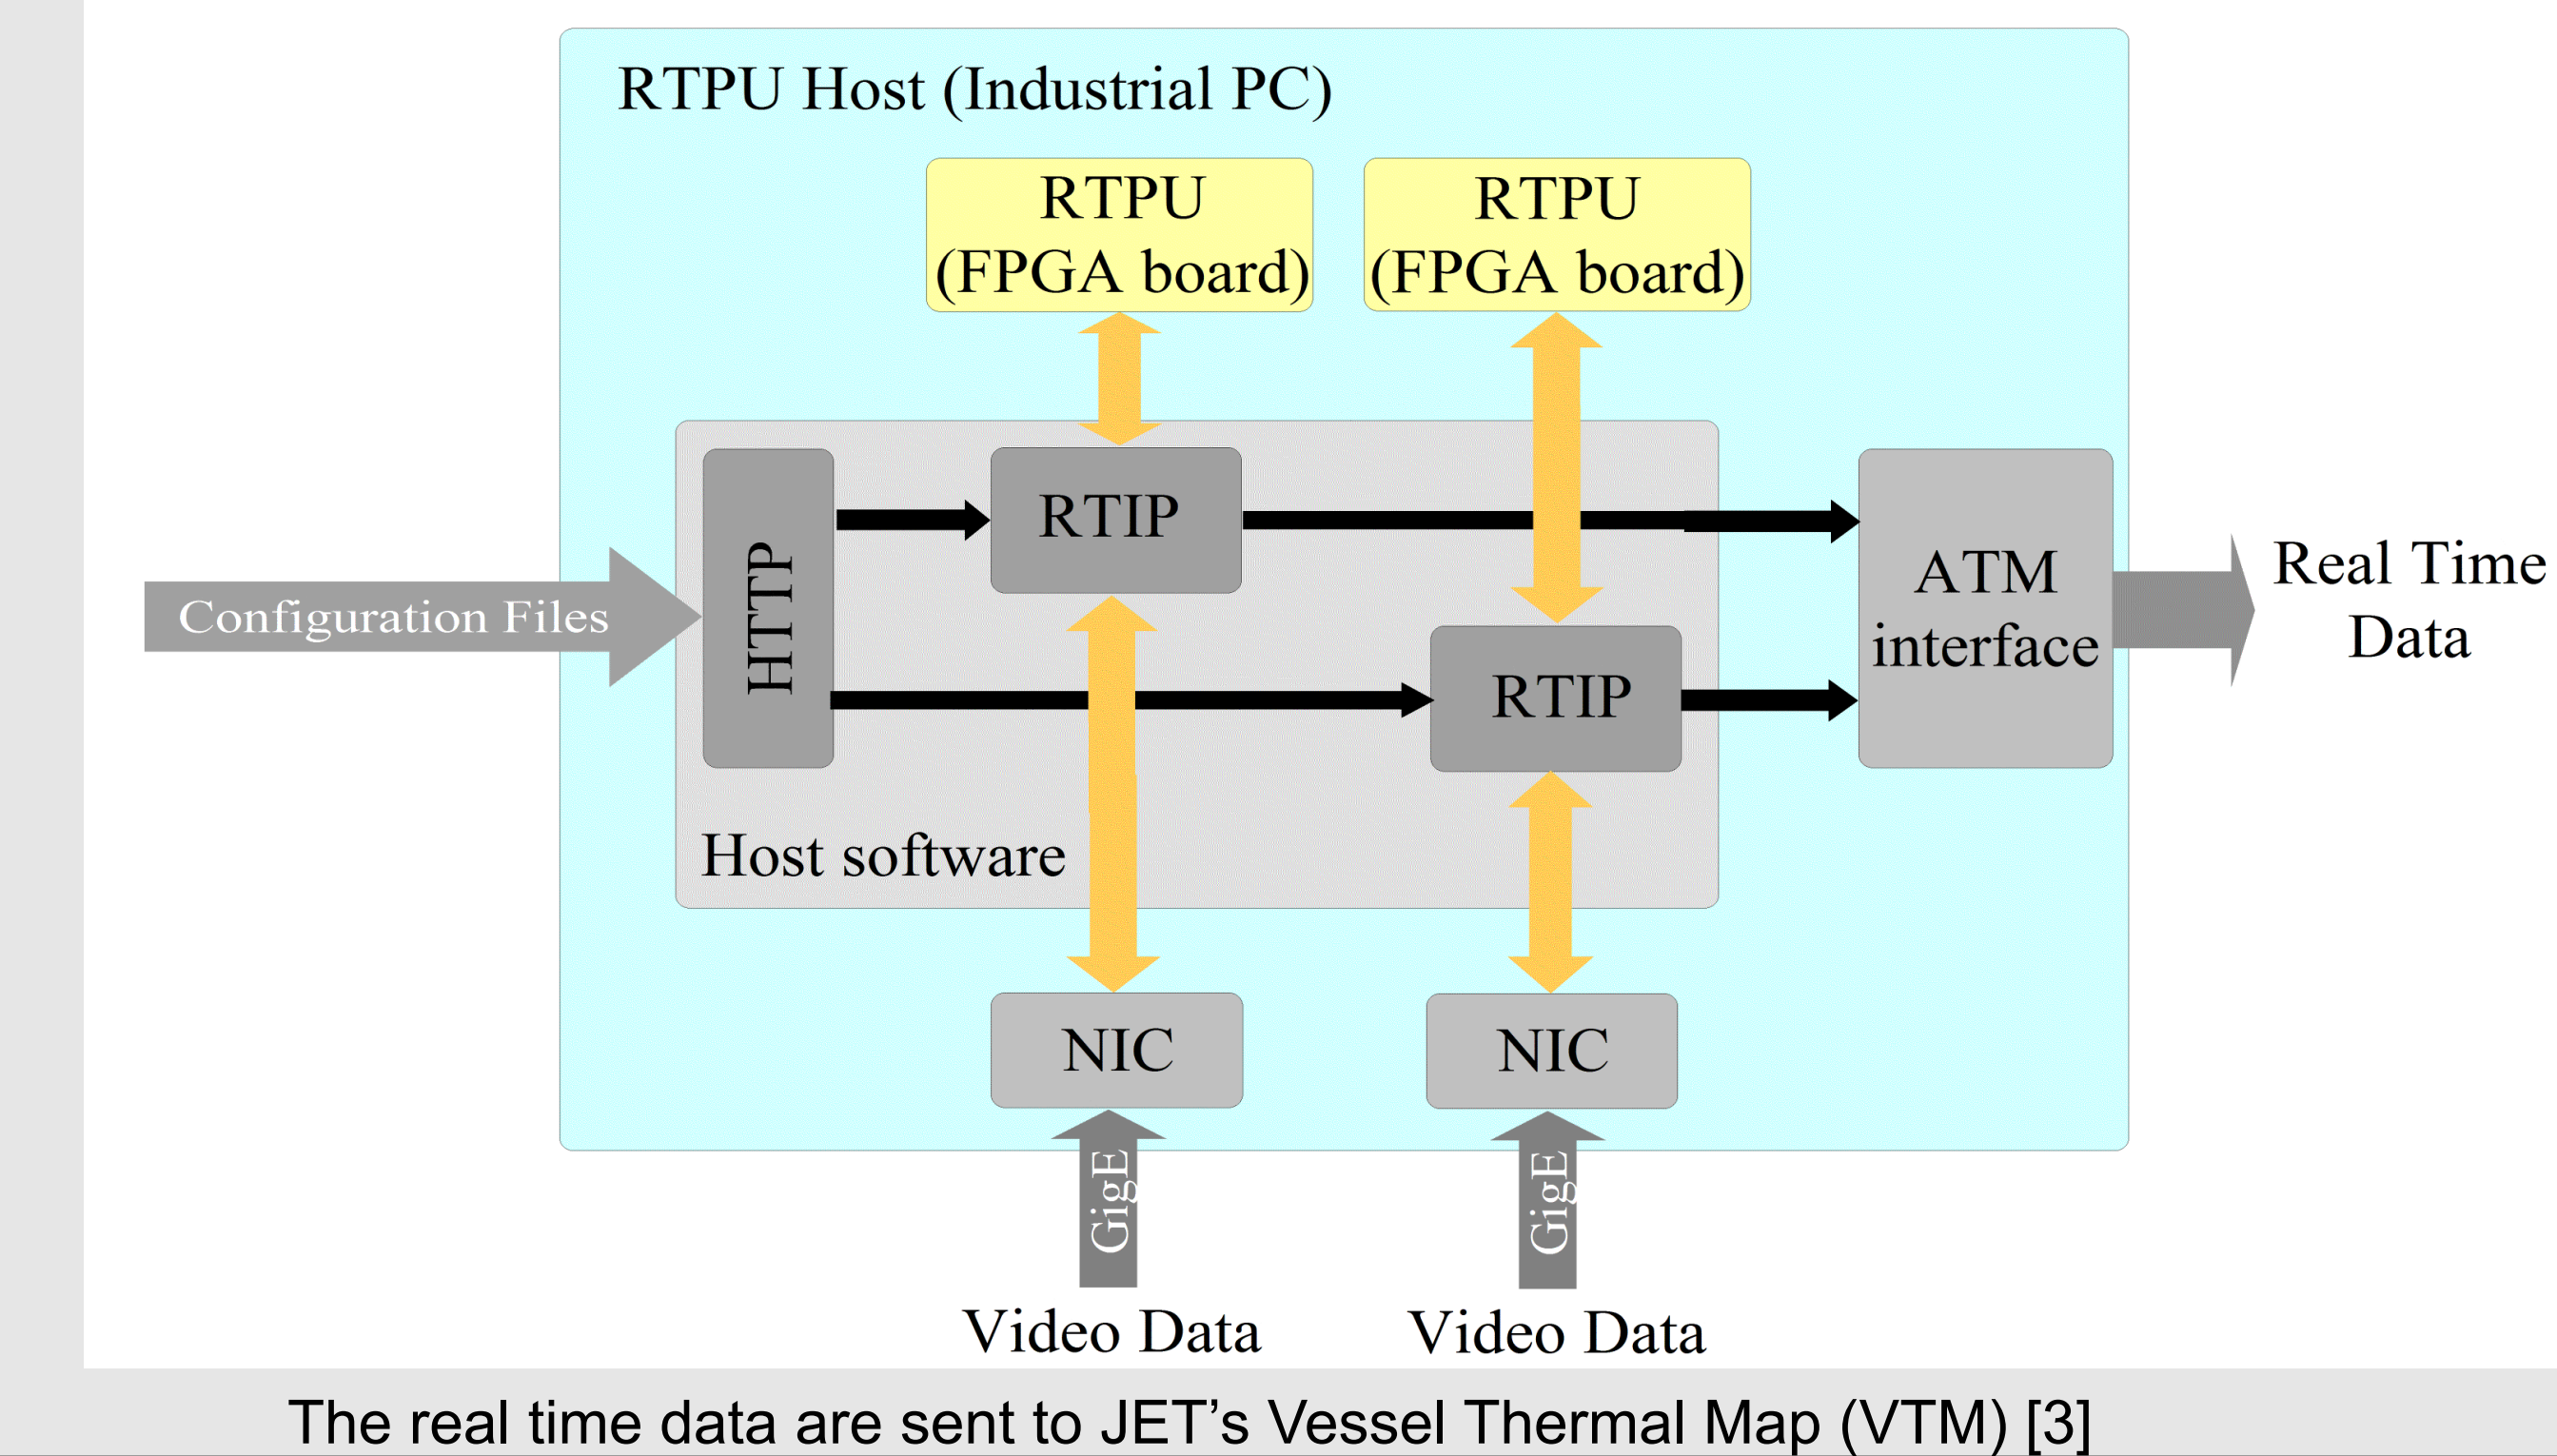 RTPU Host (Industrial PC)
RTPU
(FPGA board)
RTPU
(FPGA board)
Configuration Files
HTTP
RTIP
RTIP
Host software
ATM
interface
Real Time
Data
NIC
NIC
GigE
GigE
Video Data
Video Data
The real time data are sent to JET’s Vessel Thermal Map (VTM) [3]